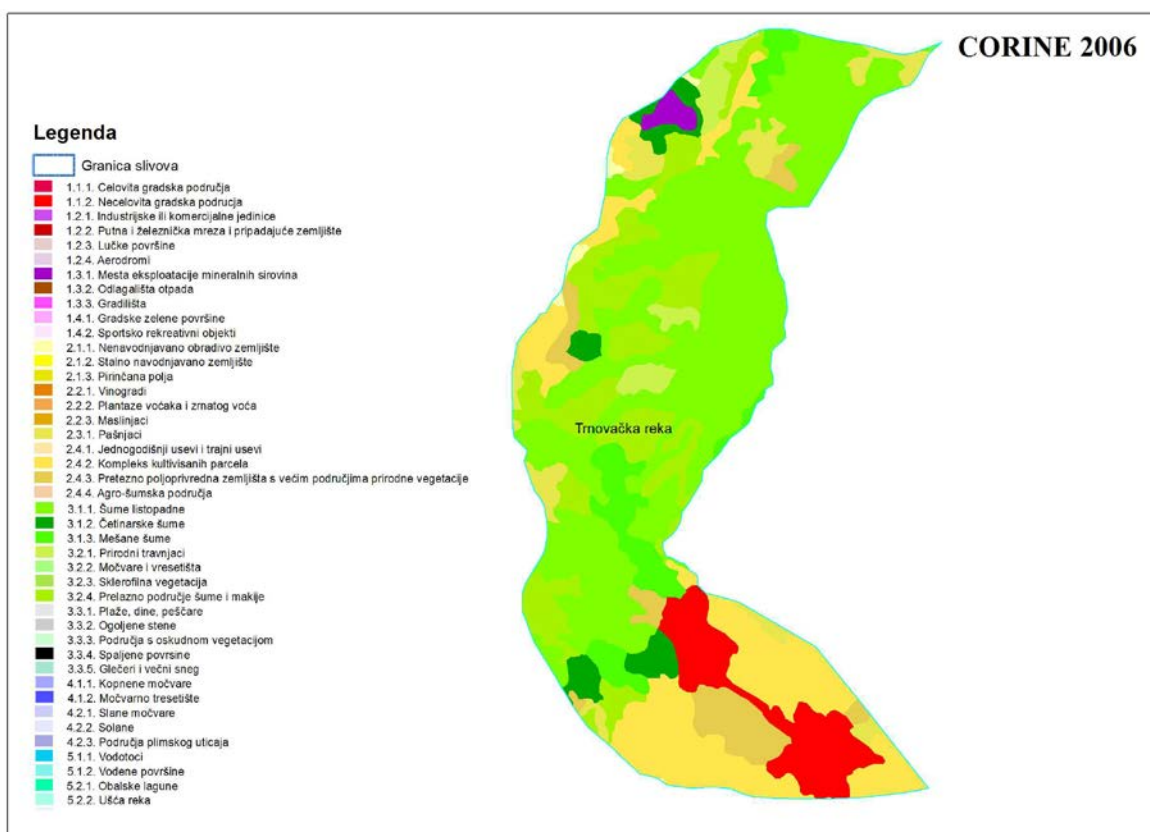 CORINE 2006
Legenda
Granica slivova
1.1.1. Celovita gradska područja
1.1.2. Necelovita gradska područja
1.2.1. Industrijske ili komercijalne jedinice
1.2.2. Putna i železnička mreza i pripadajuće zemljište
1.2.3. Lučke površine
1.2.4. Aerodromi
1.3.1. Mesta eksploatacije mineralnih sirovina
1.3.2. Odlagališta otpada
1.3.3. Gradilišta
1.4.1. Gradske zelene površine
1.4.2. Sportsko rekreativni objekti
2.1.1. Nenavodnjavano obradivo zemljište
2.1.2. Stalno navodnjavano zemljište
2.1.3. Pirinčana polja
2.2.1. Vinogradi
2.2.2. Plantaze voćaka i zrnatog voća
2.2.3. Maslinjaci
2.3.1. Pašnjaci
2.4.1. Jednogodišnji usevi i trajni usevi
2.4.2. Kompleks kultivisanih parcela
2.4.3. Pretezno poljoprivredna zemljišta s većim područjima prirodne vegetacije
2.4.4. Agro-šumska područja
3.1.1. Šume listopadne
3.1.2. Četinarske šume
3.1.3. Mešane šume
3.2.1. Prirodni travnjaci
3.2.2. Močvare i vresetišta
3.2.3. Sklerofilna vegetacija
3.2.4. Prelazno područje šume i makije
3.3.1. Plaže, dine, peščare
3.3.2. Ogoljene stene
3.3.3. Područja s oskudnom vegetacijom
3.3.4. Spaljene povrsine
3.3.5. Glečeri i večni sneg
4.1.1. Kopnene močvare
4.1.2. Močvarno tresetište
4.2.1. Slane močvare
4.2.2. Solane
4.2.3. Područja plimskog uticaja
5.1.1. Vodotoci
5.1.2. Vodene površine
5.2.1. Obalske lagune
5.2.2. Ušća reka
Trnovačka reka